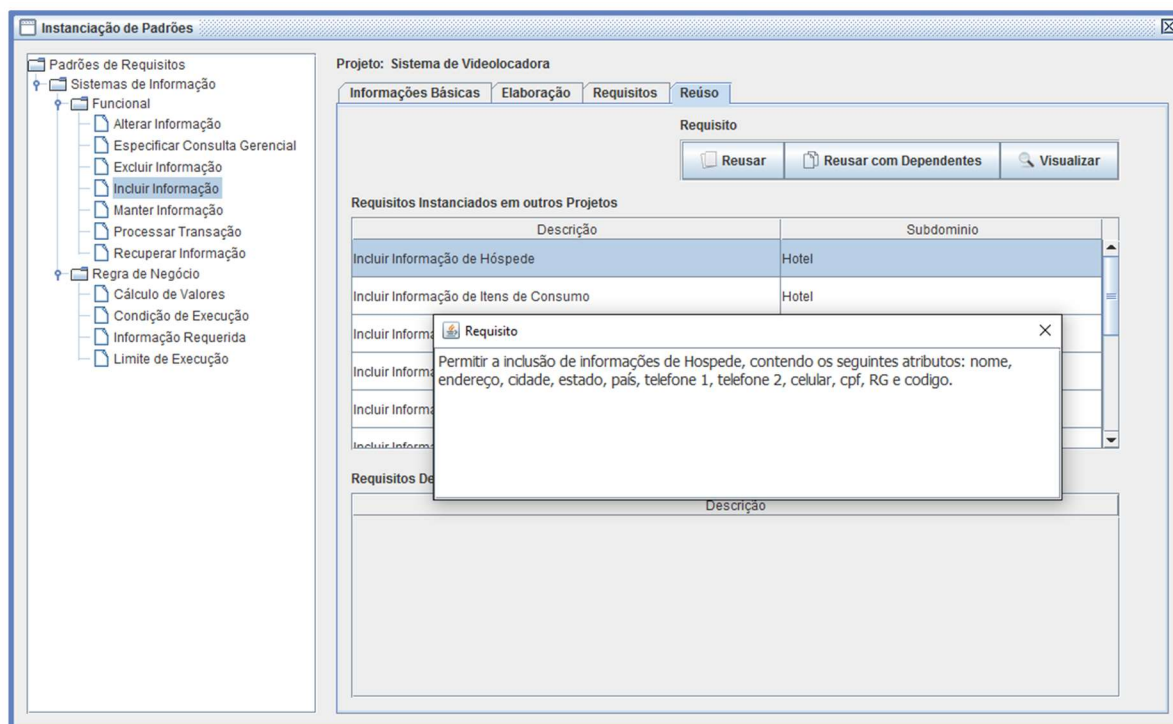 Instanciação de Padrões
Padrões de Requisitos
Sistemas de Informação
Funcional
Alterar Informação
Especificar Consulta Gerencial
Excluir Informação
Incluir Informação
Manter Informação
Processar Transação
Recuperar Informação
Regra de Negócio
Cálculo de Valores
Condição de Execução
Informação Requerida
Limite de Execução
Projeto: Sistema de Videolocadora
Informações Básicas Elaboração Requisitos Reúso
Requisito
Reusar Reusar com Dependentes Visualizar
Requisitos Instanciados em outros Projetos
Descrição Subdominio
Incluir Informação de Hóspede Hotel
Incluir Informação de Itens de Consumo Hotel
Incluir
Incluir
Incluir
Incluir
Requisito
Permitir a inclusão de informações de Hospede, contendo os seguintes atributos: nome,
endereço, cidade, estado, país, telefone 1, telefone 2, celular, cpf, RG e codigo.
Requisitos
Descrição